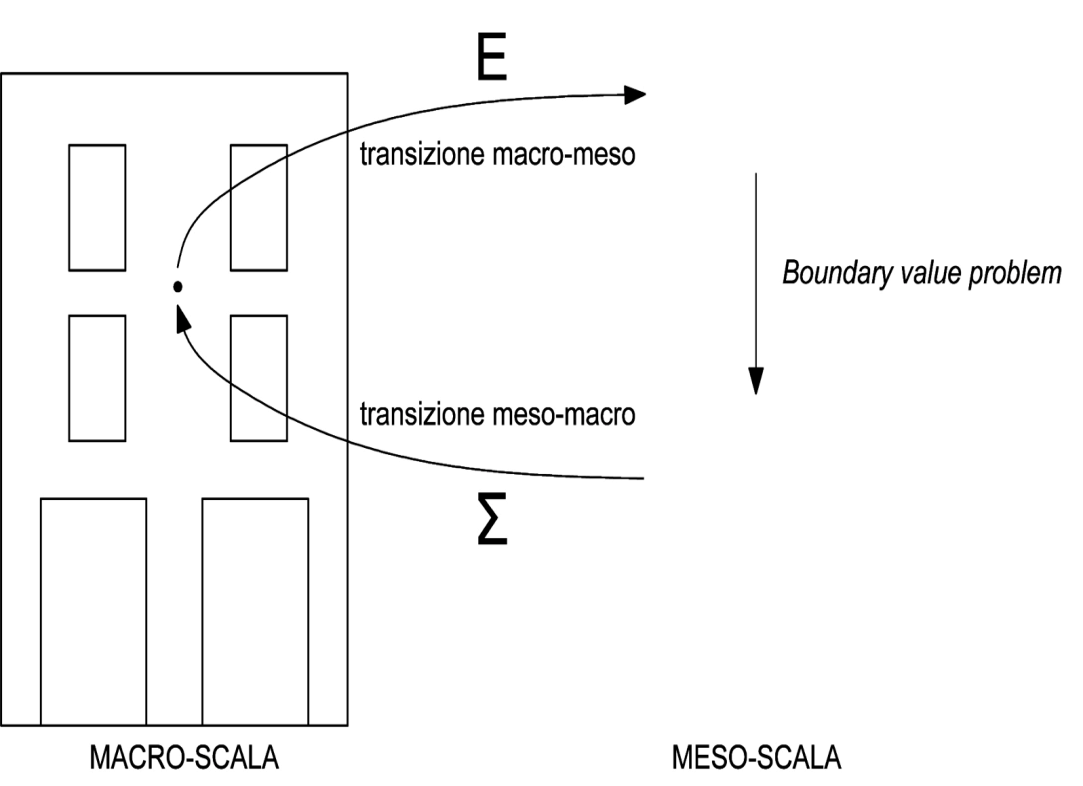 E
transizione macro-meso
Boundary value problem
transizione meso-macro
Σ
MACRO-SCALA
MESO-SCALA